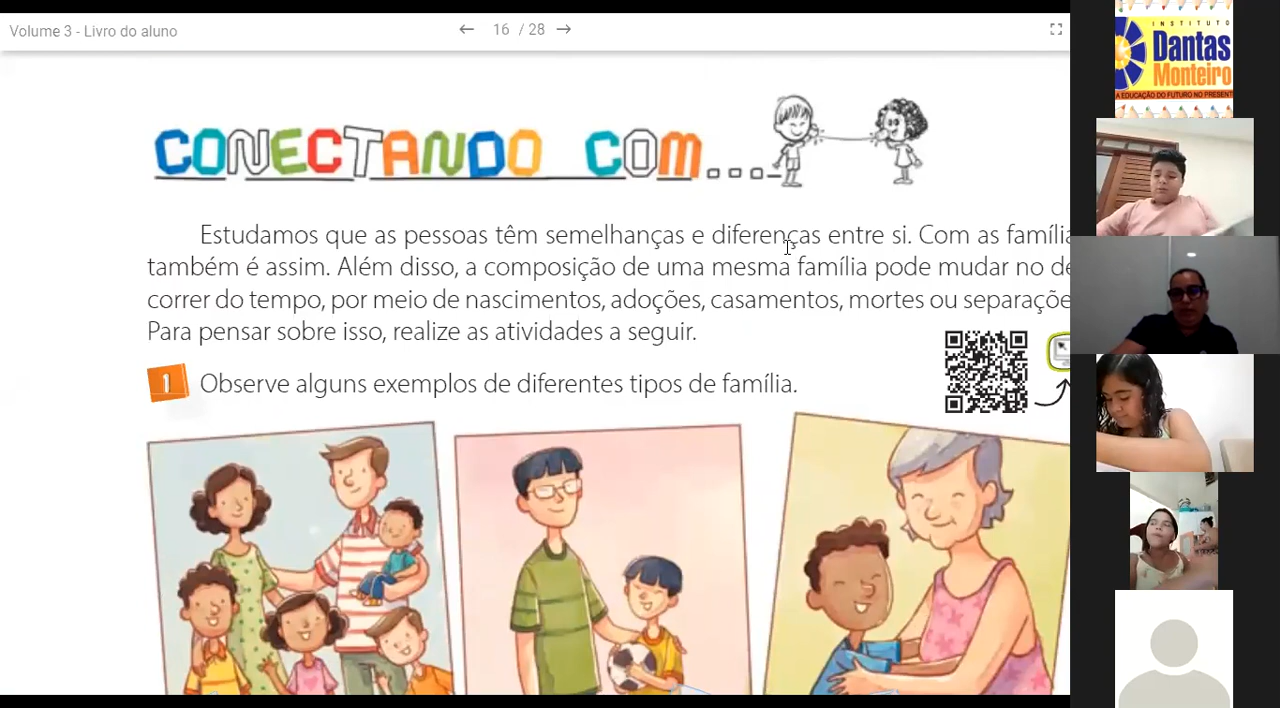 Volume 3 - Livro do aluno
← 16 / 28 →
CONECTANDO COM...
Estudamos que as pessoas têm semelhanças e diferenças entre si. Com as família
também é assim. Além disso, a composição de uma mesma família pode mudar no de
correr do tempo, por meio de nascimentos, adoções, casamentos, mortes ou separaçõe
Para pensar sobre isso, realize as atividades a seguir.
1 Observe alguns exemplos de diferentes tipos de família.
INSTITUTO
Dantas
Monteiro
A EDUCAÇÃO DO FUTURO NO PRESENT